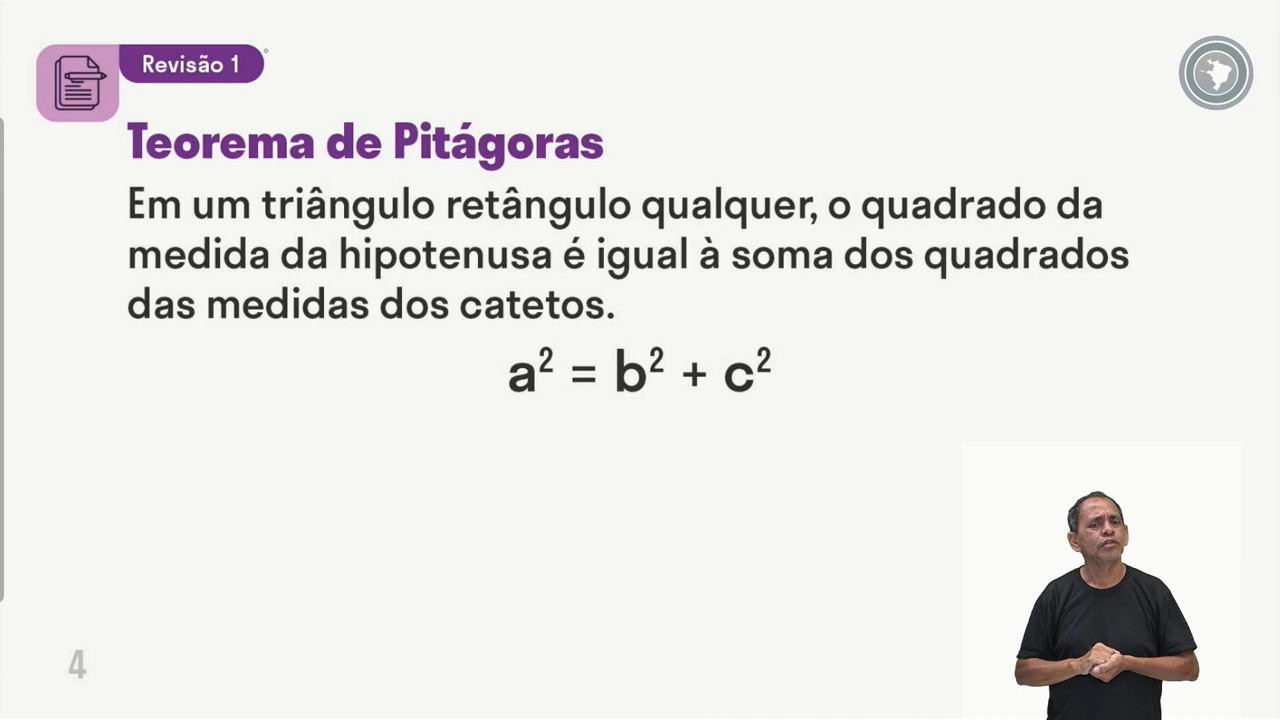 Revisão 1
Teorema de Pitágoras
Em um triângulo retângulo qualquer, o quadrado da
medida da hipotenusa é igual à soma dos quadrados
das medidas dos catetos.
a² = b² + c²
4